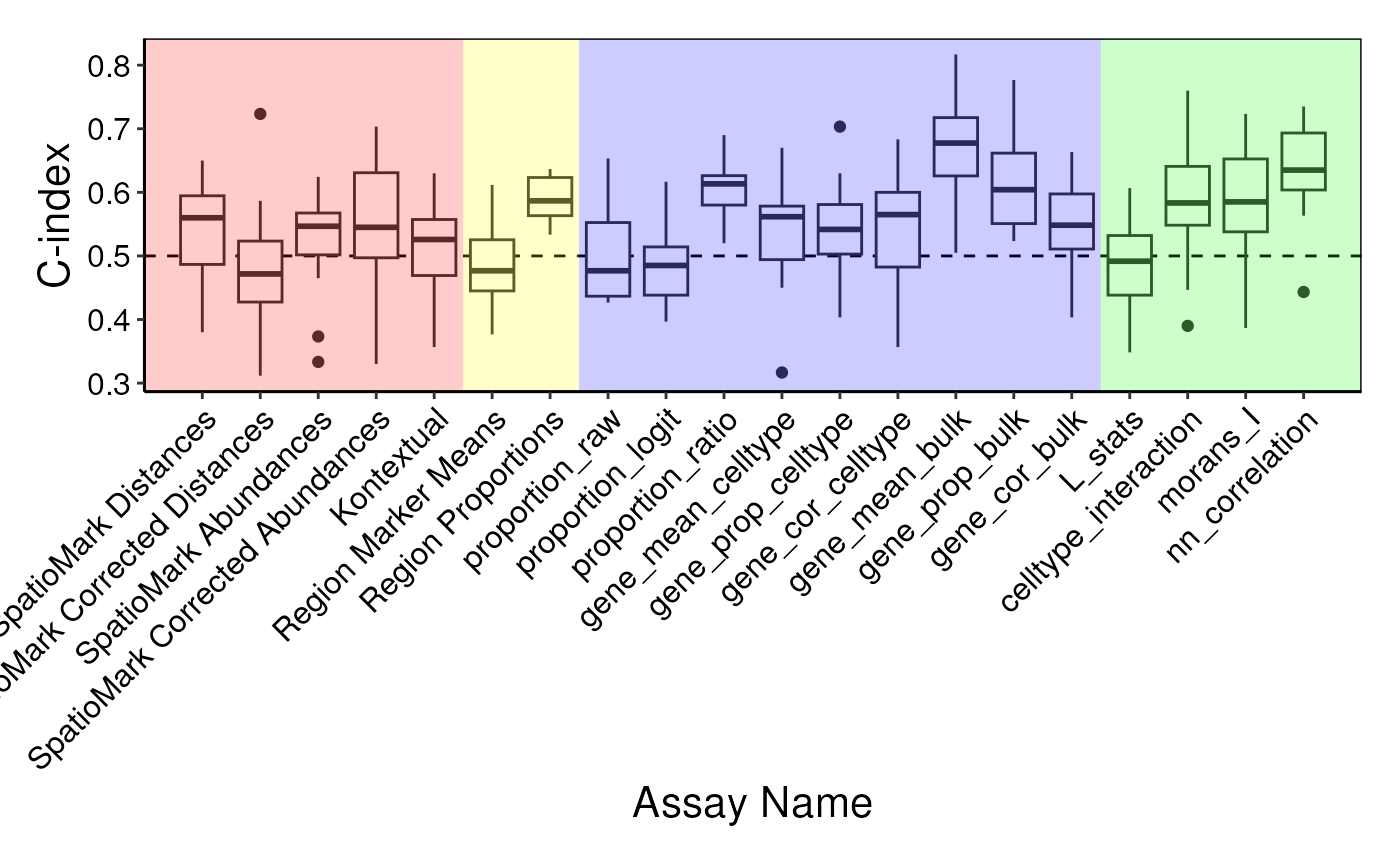 0.8
0.7
0.6
0.5
0.4
0.3
C-index
SpatioMark Distances
Mark Corrected Distances
SpatioMark Abundances
SpatioMark Corrected Abundances
Kontextual
Region Marker Means
Region Proportions
proportion_raw
proportion_logit
proportion_ratio
gene_mean_celltype
gene_prop_celltype
gene_cor_celltype
gene_mean_bulk
gene_prop_bulk
gene_cor_bulk
L_stats
celltype_interaction
morans_I
nn_correlation
Assay Name